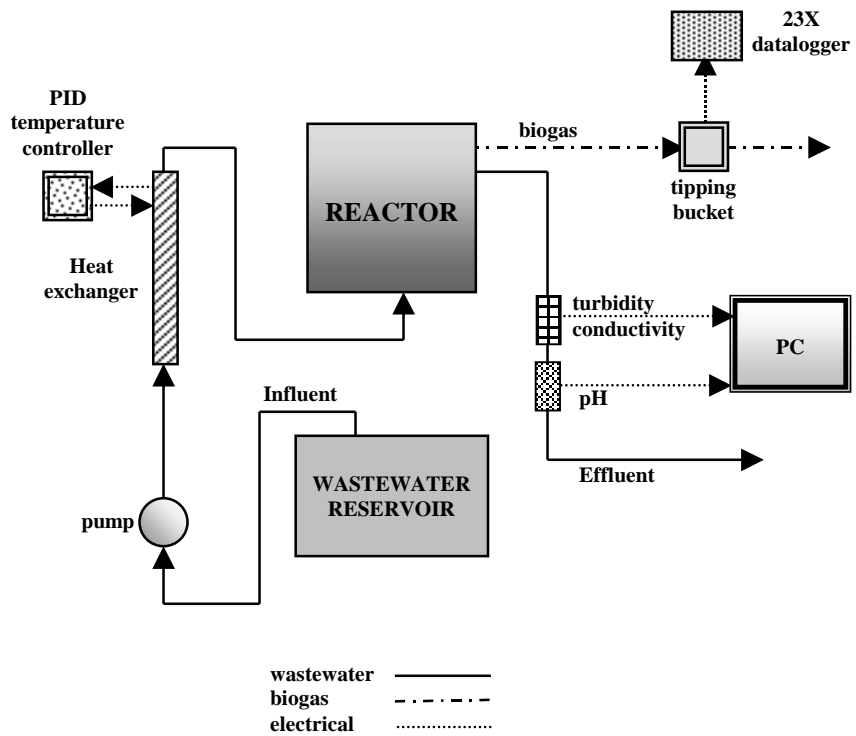 23X
datalogger
PID
temperature
controller
biogas
REACTOR
tipping
bucket
Heat
exchanger
turbidity
conductivity
PC
pH
Influent
Effluent
WASTEWATER
RESERVOIR
pump
wastewater
biogas
electrical